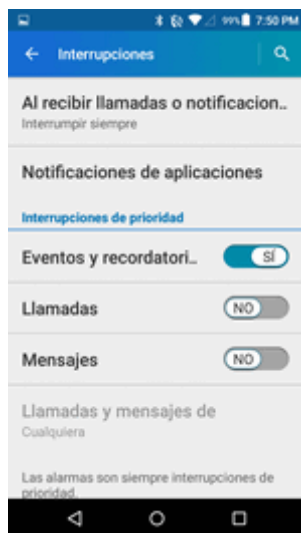 99% 7:50 PM
Interrupciones
Al recibir llamadas o notificacion..
Interrumpir siempre
Notificaciones de aplicaciones
Interrupciones de prioridad
Eventos y recordatori.. SÍ
Llamadas NO
Mensajes NO
Llamadas y mensajes de
Cualquiera
Las alarmas son siempre interrupciones de
prioridad.